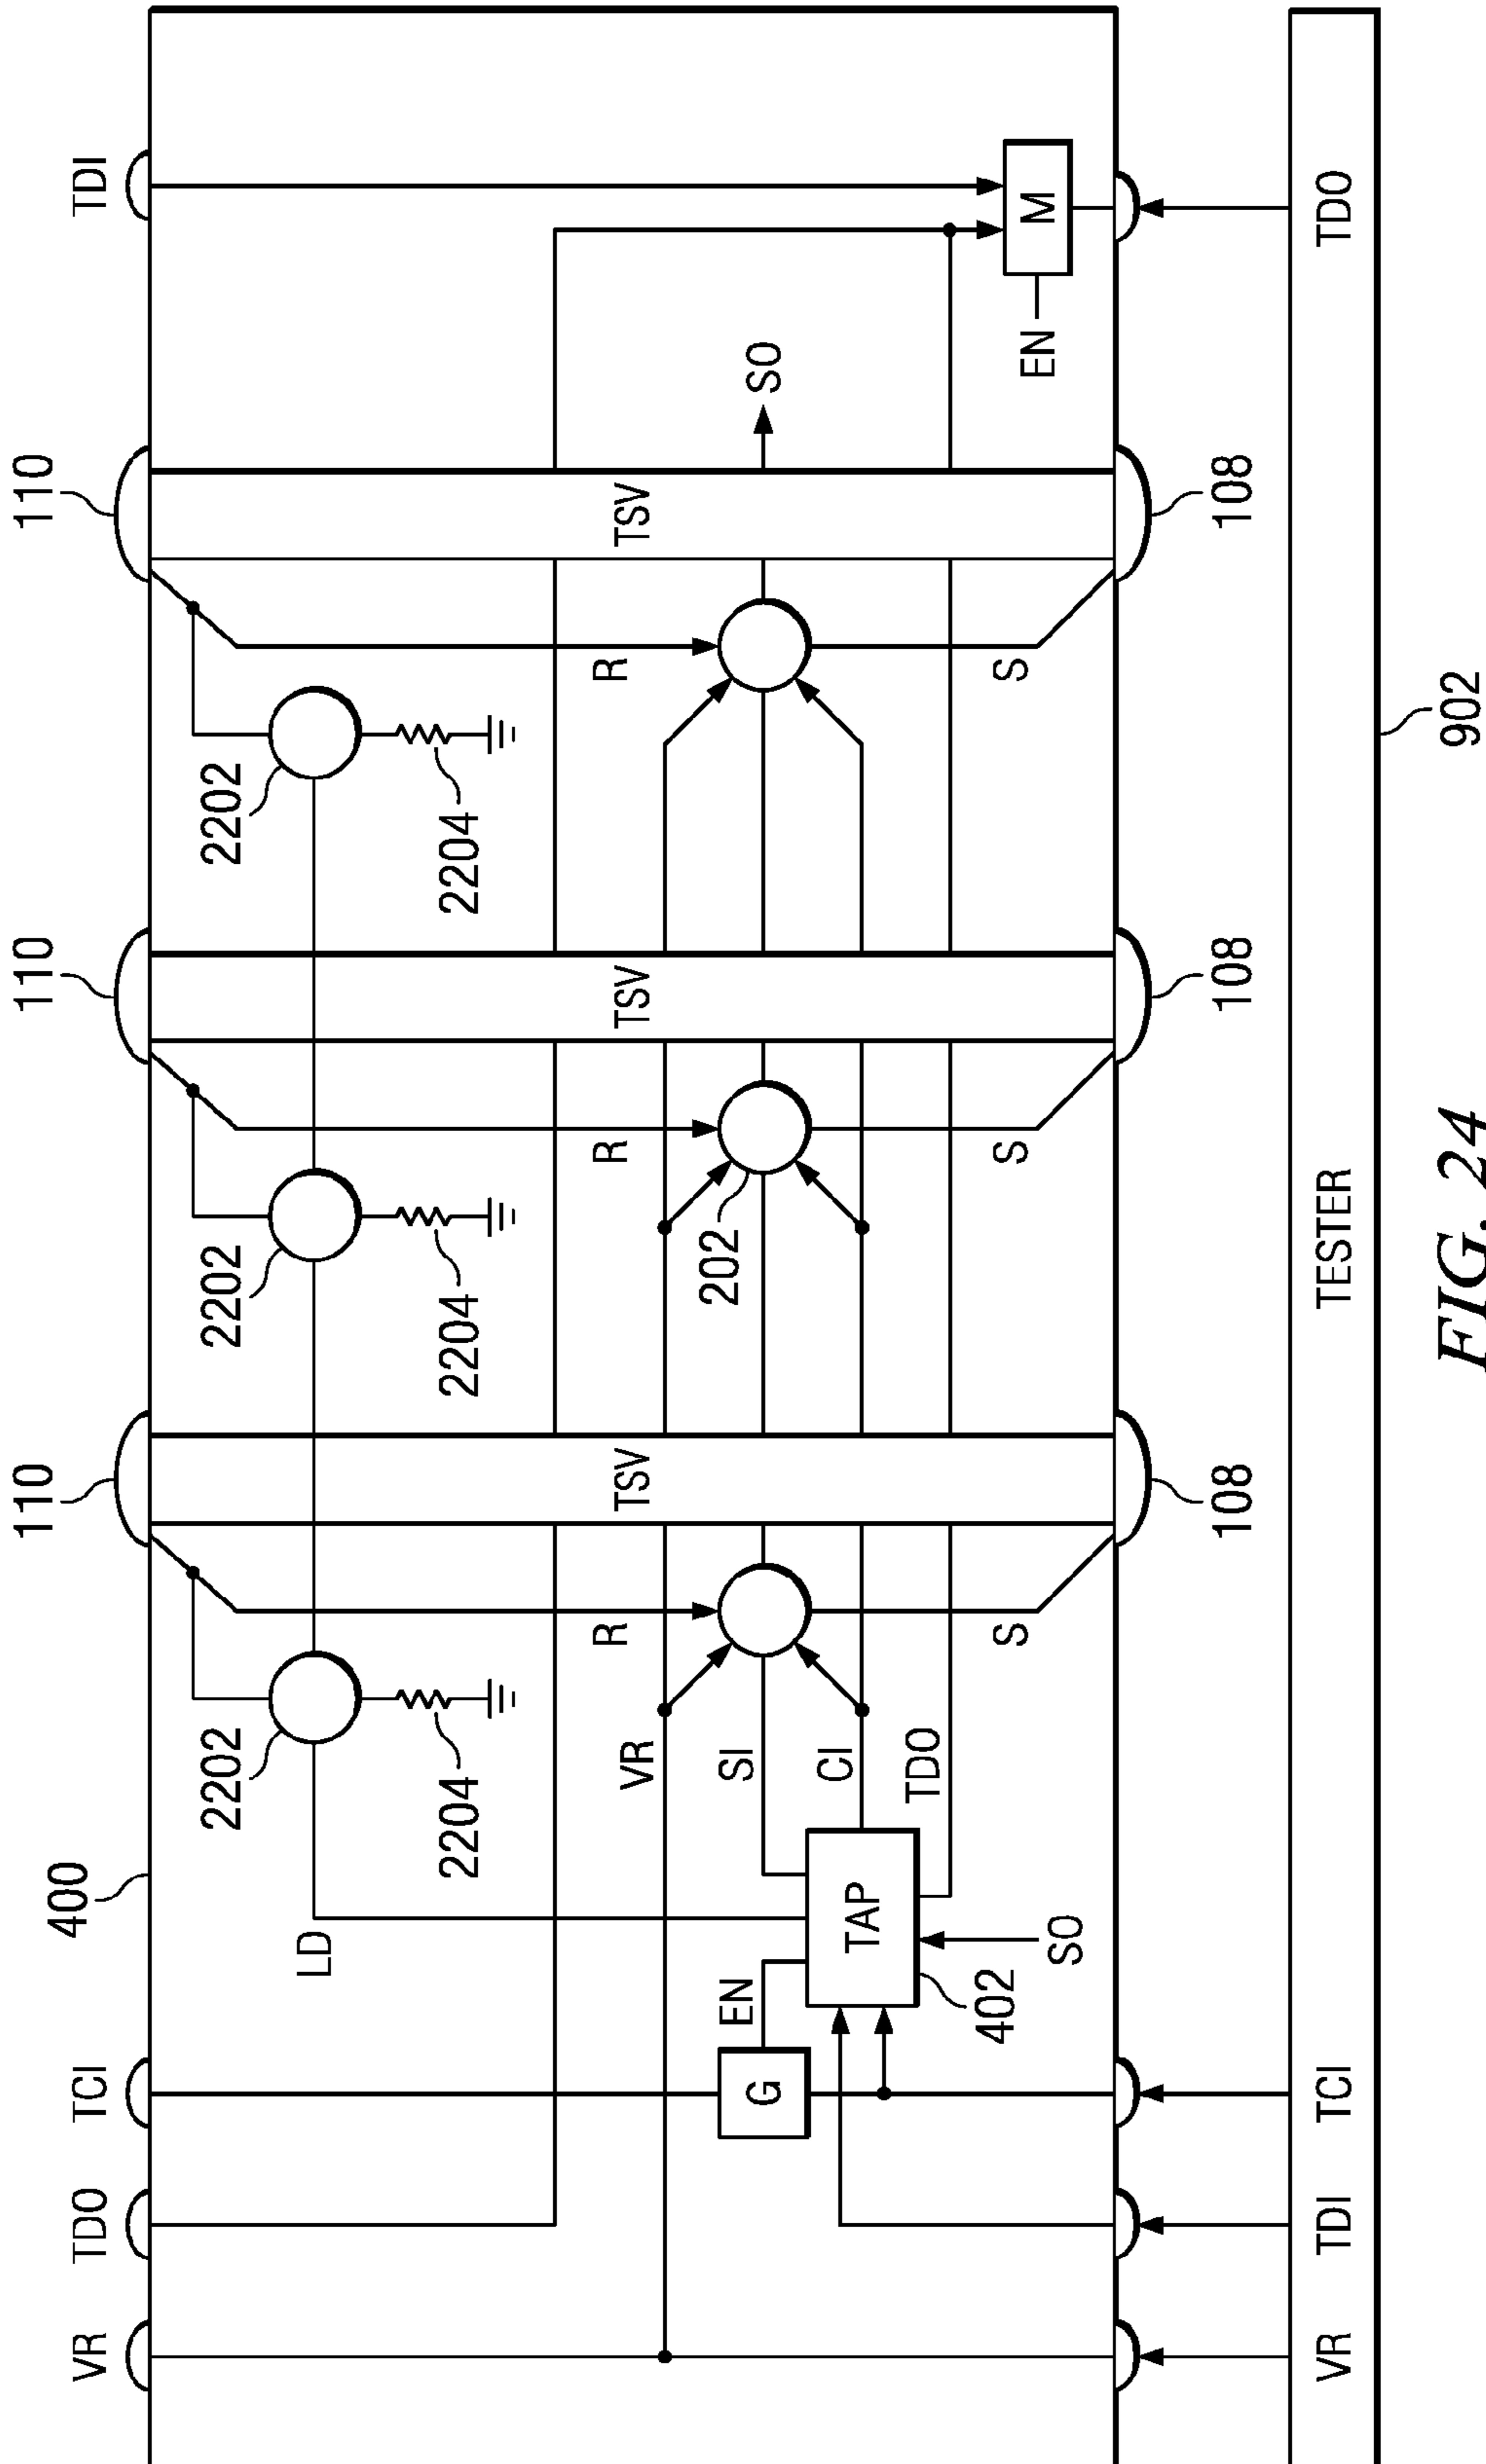 110 110 110
400
VR TDO TCI TDI
2202 2202 2202
LD
2204 2204 2204
R R R
VR TSV TSV TSV
202
EN SI
G SO
CI
TAP
TDO
402
S S S
EN M
SO
108 108 108
VR TDI TCI TESTER TDO
902
FIG. 24